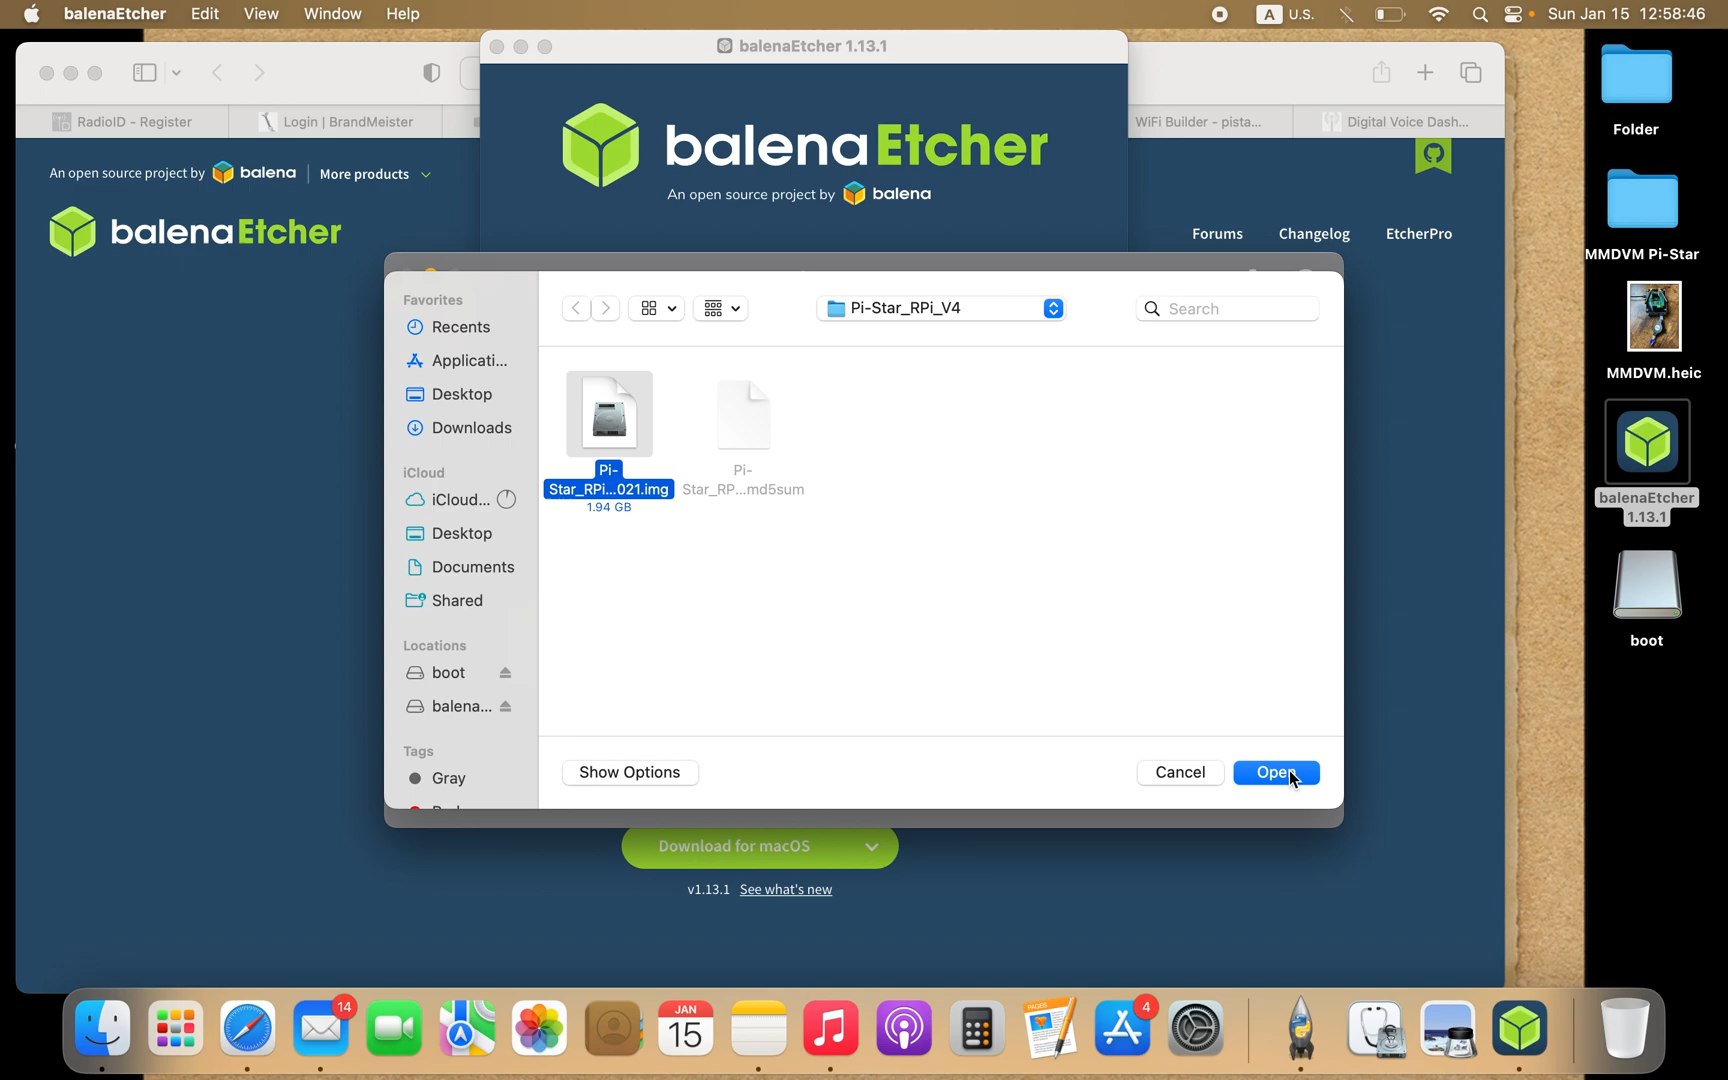 balenaEtcher Edit View Window Help
A U.S. Sun Jan 15 12:58:46
balenaEtcher 1.13.1
RadioID - Register
Login | BrandMeister
WiFi Builder - pista...
Digital Voice Dash...
An open source project by balena
More products
balenaEtcher
balenaEtcher
An open source project by balena
Forums
Changelog
EtcherPro
Favorites
Recents
Applicati...
Desktop
Downloads
iCloud
iCloud...
Desktop
Documents
Shared
Locations
boot
balena...
Tags
Gray
Pi-Star_RPi_V4
Search
Pi-
Star_RPi...021.img
1.94 GB
Pi-
Star_RP...md5sum
Show Options
Cancel
Open
Download for macOS
v1.13.1 See what's new
Folder
MMDVM Pi-Star
MMDVM.heic
balenaEtcher
1.13.1
boot
14
JAN
15
PAGES
4